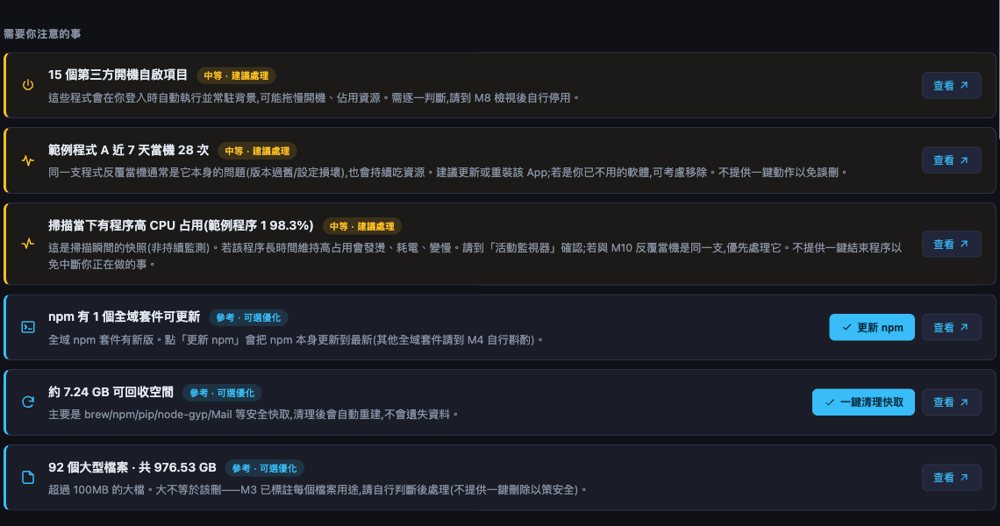 需要你注意的事
15 個第三方開機自啟項目 中等 · 建議處理
這些程式會在你登入時自動執行並常駐背景,可能拖慢開機、佔用資源。需逐一判斷,請到 M8 檢視後自行停用。
查看 ↗
範例程式 A 近 7 天當機 28 次 中等 · 建議處理
同一支程式反覆當機通常是它本身的問題(版本過舊/設定損壞),也會持續吃資源。建議更新或重裝該 App;若是你已不用的軟體,可考慮移除。不提供一鍵動作以免誤刪。
查看 ↗
掃描當下有程序高 CPU 占用(範例程序 1 98.3%) 中等 · 建議處理
這是掃描瞬間的快照(非持續監測)。若該程序長時間維持高占用會發燙、耗電、變慢。請到「活動監視器」確認;若與 M10 反覆當機是同一支,優先處理它。不提供一鍵結束程序以
免中斷你正在做的事。
查看 ↗
npm 有 1 個全域套件可更新 參考 · 可選優化
全域 npm 套件有新版。點「更新 npm」會把 npm 本身更新到最新(其他全域套件請到 M4 自行斟酌)。
✓ 更新 npm 查看 ↗
約 7.24 GB 可回收空間 參考 · 可選優化
主要是 brew/npm/pip/node-gyp/Mail 等安全快取,清理後會自動重建,不會遺失資料。
✓ 一鍵清理快取 查看 ↗
92 個大型檔案 · 共 976.53 GB 參考 · 可選優化
超過 100MB 的大檔。大不等於該刪——M3 已標註每個檔案用途,請自行判斷後處理(不提供一鍵刪除以策安全)。
查看 ↗